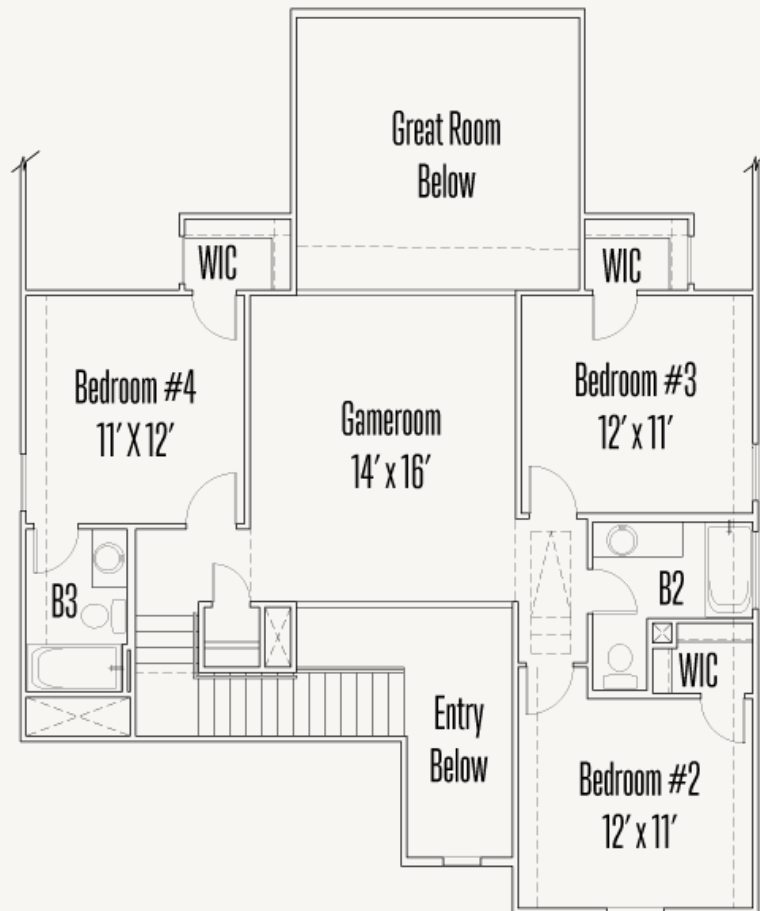 Great Room
Below
WIC
WIC
Bedroom #4
11' X 12'
Gameroom
14' x 16'
Bedroom #3
12' x 11'
B3
B2
WIC
Entry
Below
Bedroom #2
12' x 11'